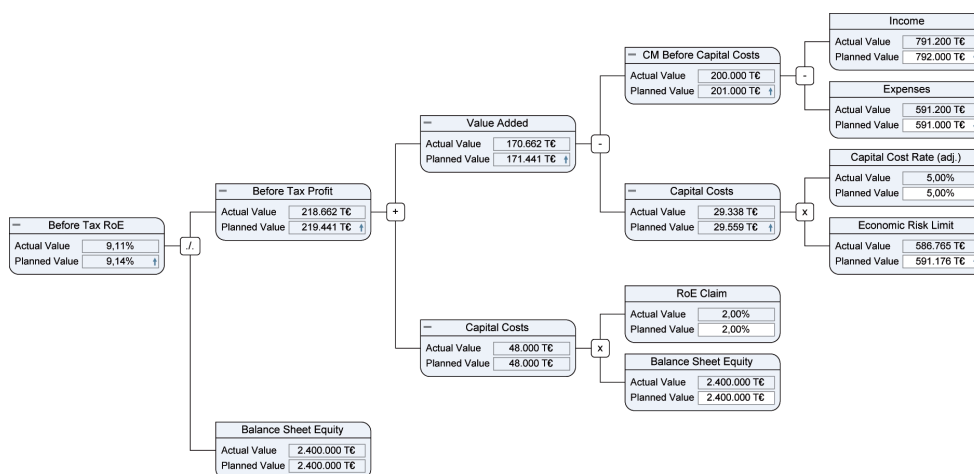 Income
Actual Value 791.200 T€
Planned Value 792.000 T€
CM Before Capital Costs
Actual Value 200.000 T€
Planned Value 201.000 T€
-
Expenses
Actual Value 591.200 T€
Planned Value 591.000 T€
Value Added
Actual Value 170.662 T€
Planned Value 171.441 T€
-
Capital Cost Rate (adj.)
Actual Value 5,00%
Planned Value 5,00%
Before Tax Profit
Actual Value 218.662 T€
Planned Value 219.441 T€
+
Capital Costs
Actual Value 29.338 T€
Planned Value 29.559 T€
x
Before Tax RoE
Actual Value 9,11%
Planned Value 9,14%
./.
Economic Risk Limit
Actual Value 586.765 T€
Planned Value 591.176 T€
RoE Claim
Actual Value 2,00%
Planned Value 2,00%
Capital Costs
Actual Value 48.000 T€
Planned Value 48.000 T€
x
Balance Sheet Equity
Actual Value 2.400.000 T€
Planned Value 2.400.000 T€
Balance Sheet Equity
Actual Value 2.400.000 T€
Planned Value 2.400.000 T€